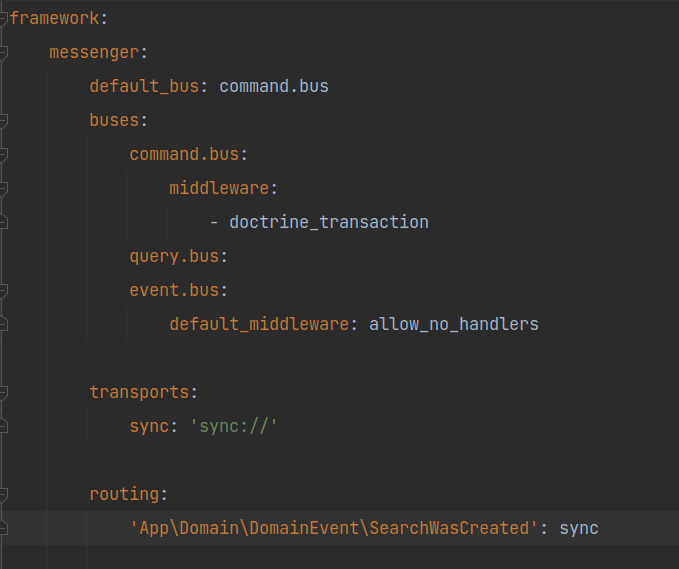 framework:
    messenger:
        default_bus: command.bus
        buses:
            command.bus:
                middleware:
                    - doctrine_transaction
            query.bus:
            event.bus:
                default_middleware: allow_no_handlers

        transports:
            sync: 'sync://'

        routing:
            'App\Domain\DomainEvent\SearchWasCreated': sync